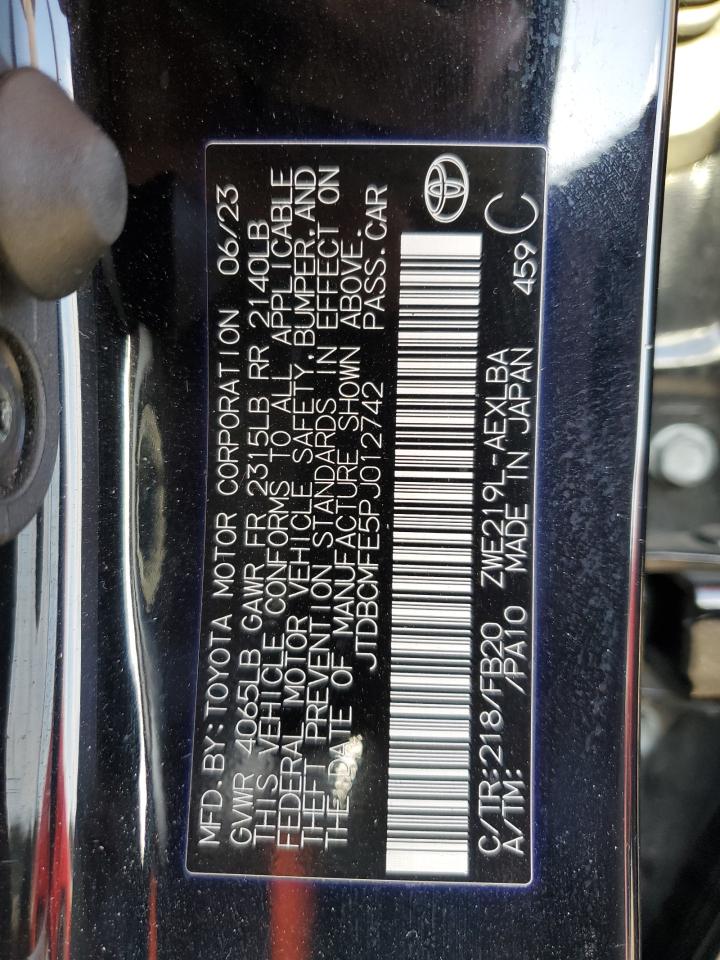 MFD. BY: TOYOTA MOTOR CORPORATION 06/23
GVWR 4065LB GAWR FR 2315LB RR 2140LB
THIS VEHICLE CONFORMS TO ALL APPLICABLE
FEDERAL MOTOR VEHICLE SAFETY, BUMPER, AND
THEFT PREVENTION STANDARDS IN EFFECT ON
THE DATE OF MANUFACTURE SHOWN ABOVE.
JTDBCMFE5PJ012742 PASS. CAR
C/TR: 218/FB20 ZWE219L-AEXLBA 459 C
A/TM: /PA10 MADE IN JAPAN